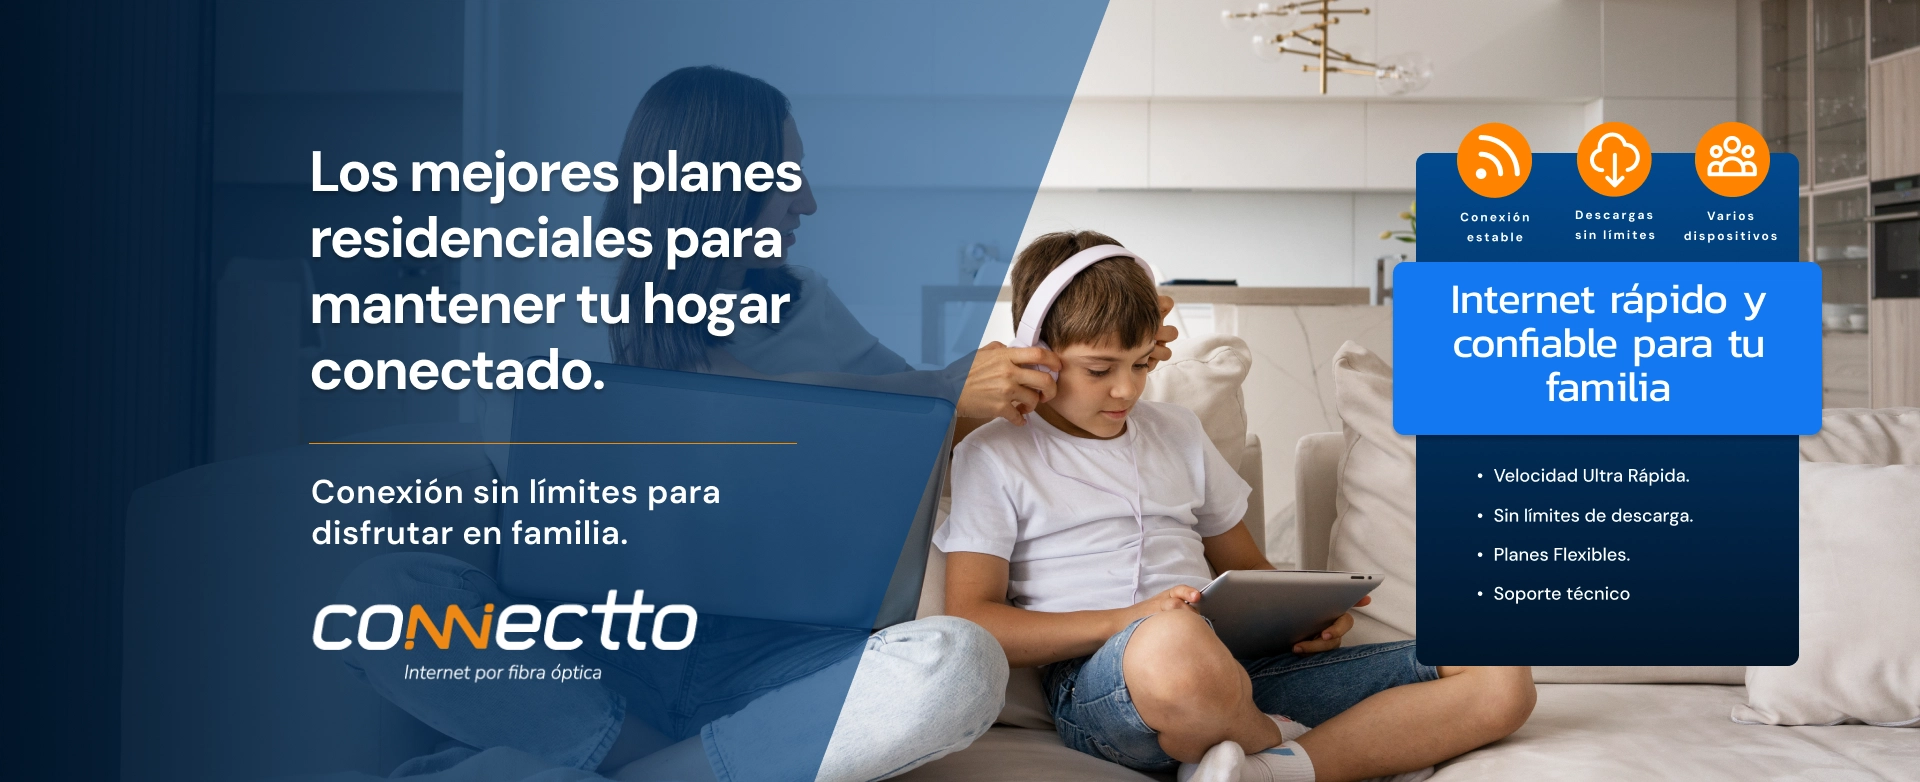 Los mejores planes
residenciales para
mantener tu hogar
conectado.
Conexión sin límites para
disfrutar en familia.
connectto
Internet por fibra óptica
Conexión
estable
Descargas
sin límites
Varios
dispositivos
Internet rápido y
confiable para tu
familia
• Velocidad Ultra Rápida.
• Sin límites de descarga.
• Planes Flexibles.
• Soporte técnico